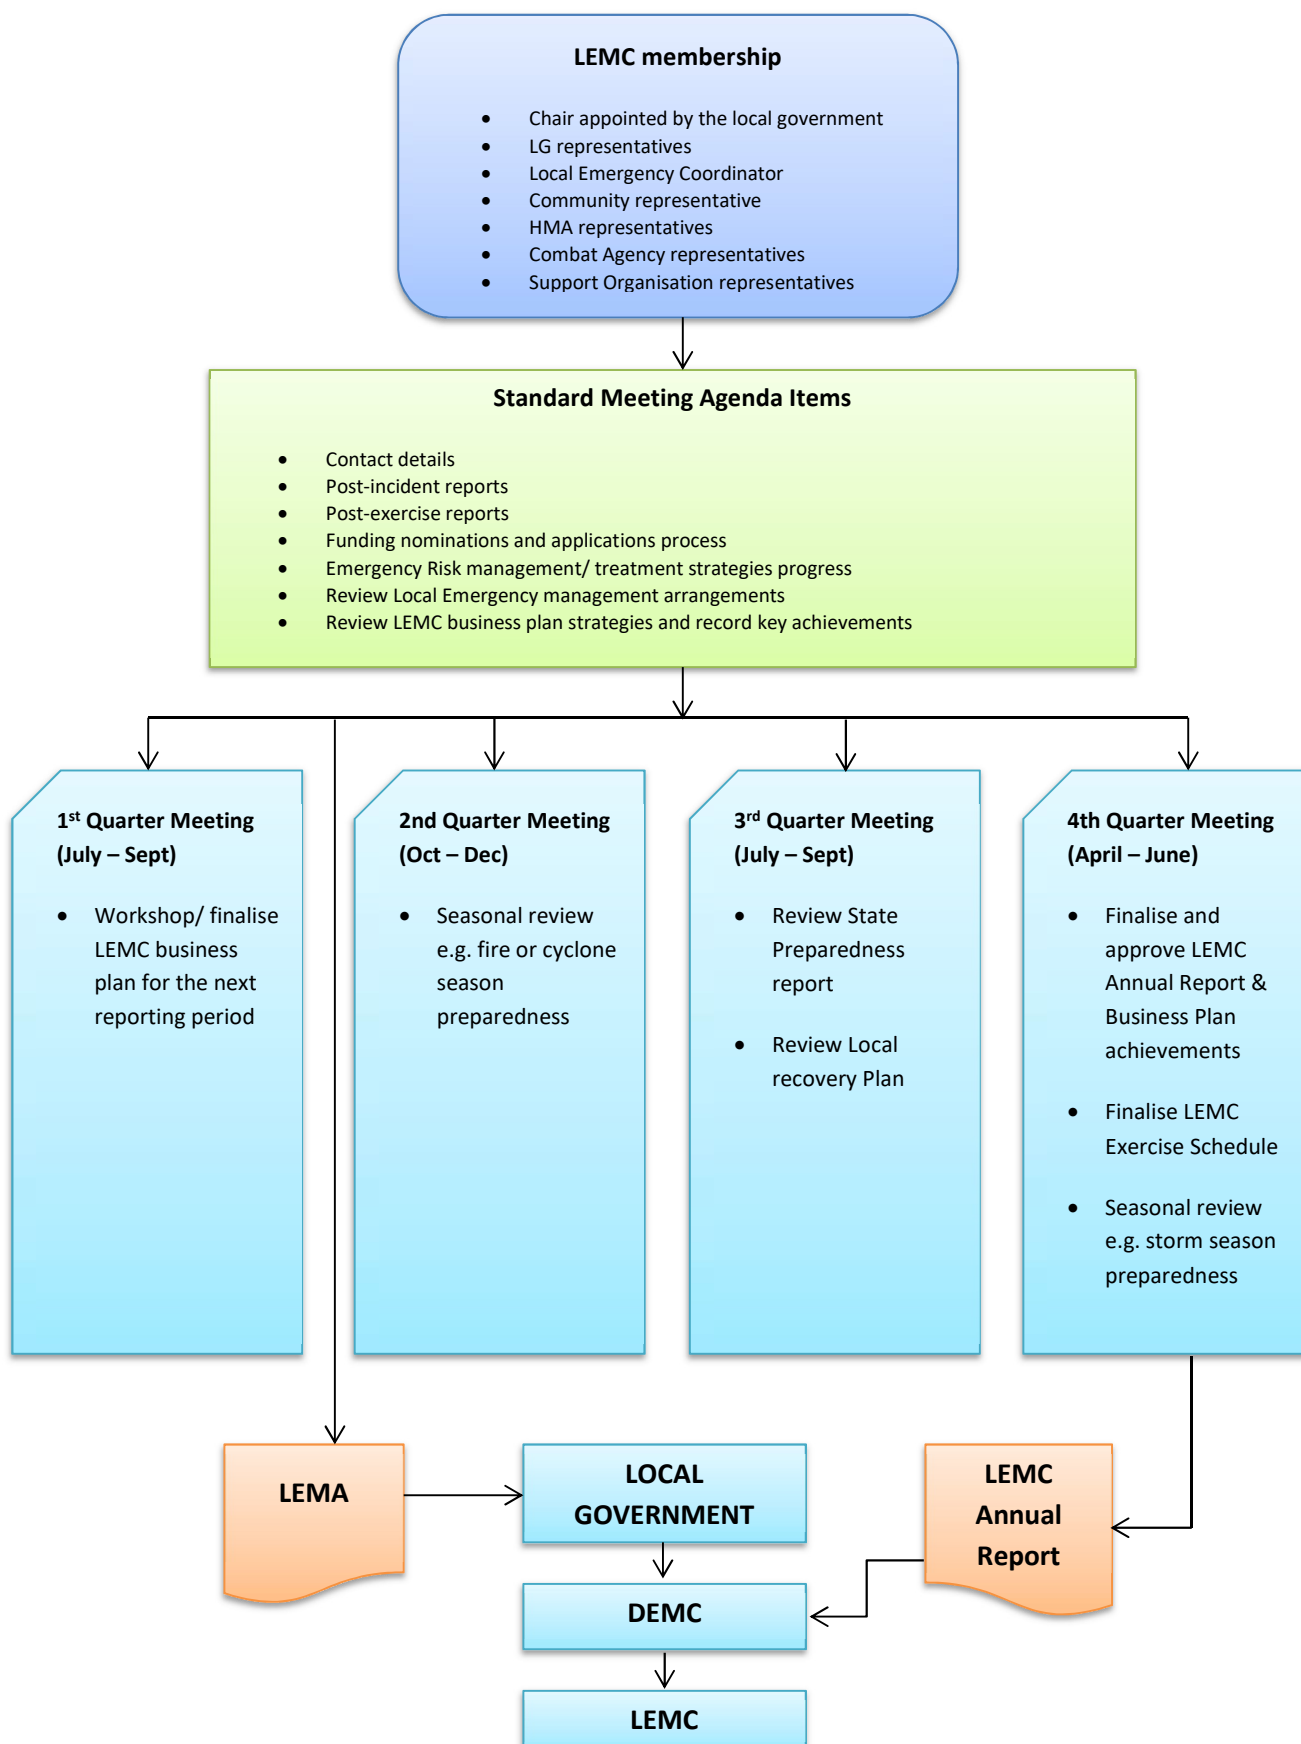 LEMC membership
• Chair appointed by the local government
• LG representatives
• Local Emergency Coordinator
• Community representative
• HMA representatives
• Combat Agency representatives
• Support Organisation representatives
Standard Meeting Agenda Items
• Contact details
• Post-incident reports
• Post-exercise reports
• Funding nominations and applications process
• Emergency Risk management/ treatment strategies progress
• Review Local Emergency management arrangements
• Review LEMC business plan strategies and record key achievements
1st Quarter Meeting
(July – Sept)
• Workshop/ finalise
LEMC business
plan for the next
reporting period
2nd Quarter Meeting
(Oct – Dec)
• Seasonal review
e.g. fire or cyclone
season
preparedness
3rd Quarter Meeting
(July – Sept)
• Review State
Preparedness
report
• Review Local
recovery Plan
4th Quarter Meeting
(April – June)
• Finalise and
approve LEMC
Annual Report &
Business Plan
achievements
• Finalise LEMC
Exercise Schedule
• Seasonal review
e.g. storm season
preparedness
LEMA
LOCAL
GOVERNMENT
LEMC
Annual
Report
DEMC
LEMC